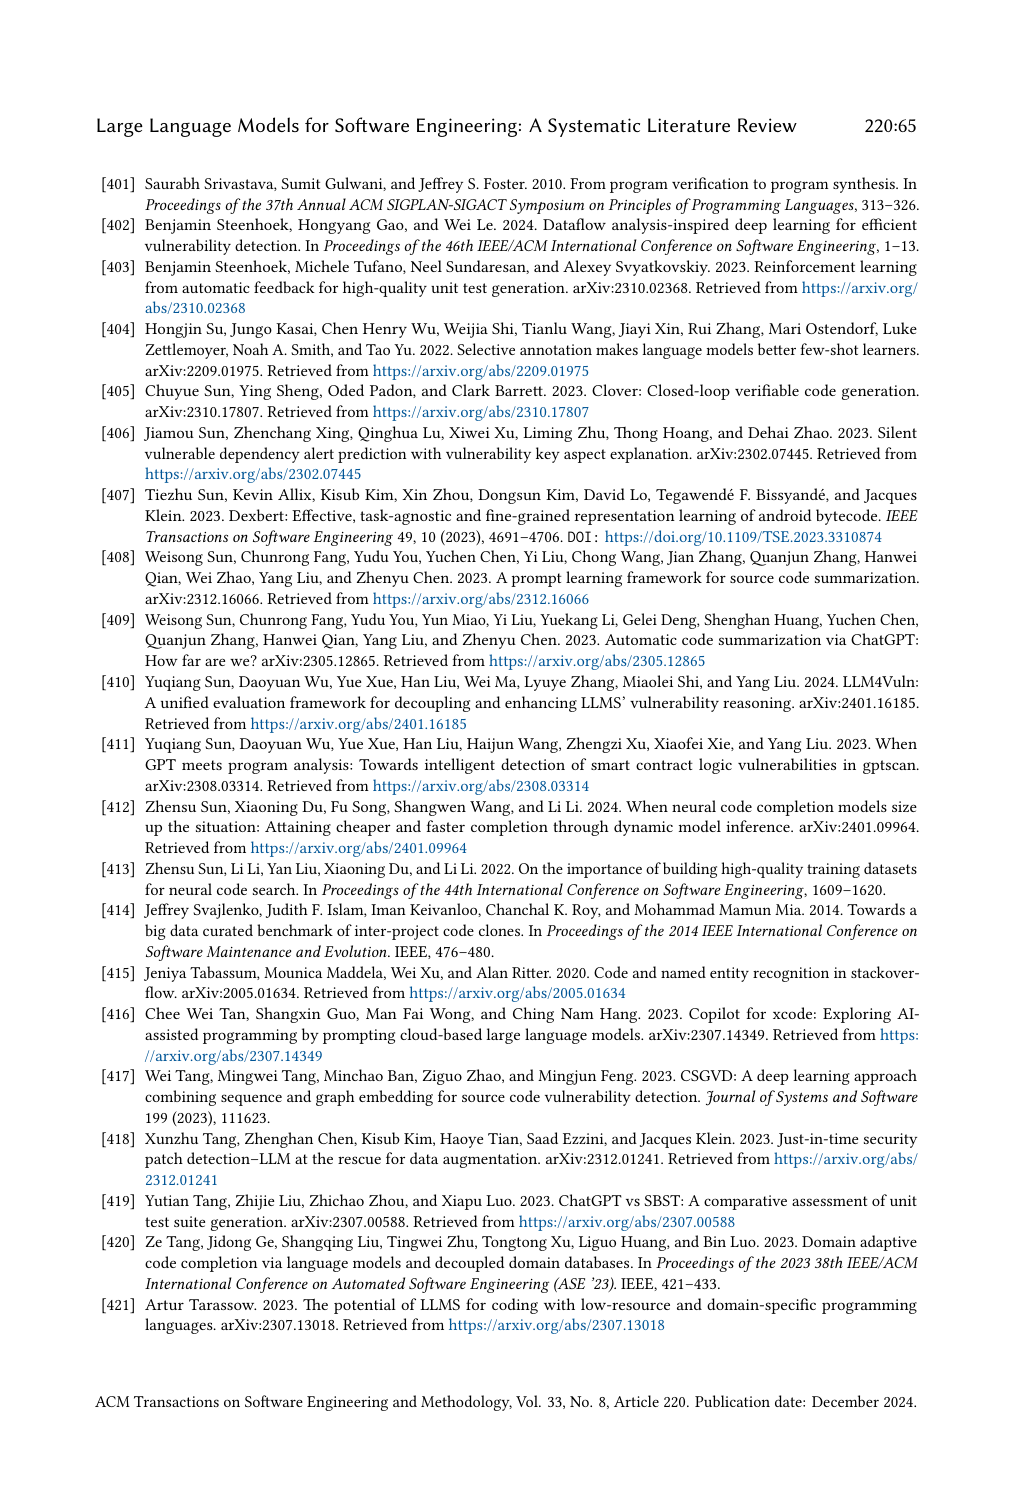 Large Language Models for Software Engineering: A Systematic Literature Review 220:65
[401] Saurabh Srivastava, Sumit Gulwani, and Jeffrey S. Foster. 2010. From program verification to program synthesis. In
Proceedings of the 37th Annual ACM SIGPLAN-SIGACT Symposium on Principles of Programming Languages, 313–326.
[402] Benjamin Steenhoek, Hongyang Gao, and Wei Le. 2024. Dataflow analysis-inspired deep learning for efficient
vulnerability detection. In Proceedings of the 46th IEEE/ACM International Conference on Software Engineering, 1–13.
[403] Benjamin Steenhoek, Michele Tufano, Neel Sundaresan, and Alexey Svyatkovskiy. 2023. Reinforcement learning
from automatic feedback for high-quality unit test generation. arXiv:2310.02368. Retrieved from https://arxiv.org/
abs/2310.02368
[404] Hongjin Su, Jungo Kasai, Chen Henry Wu, Weijia Shi, Tianlu Wang, Jiayi Xin, Rui Zhang, Mari Ostendorf, Luke
Zettlemoyer, Noah A. Smith, and Tao Yu. 2022. Selective annotation makes language models better few-shot learners.
arXiv:2209.01975. Retrieved from https://arxiv.org/abs/2209.01975
[405] Chuyue Sun, Ying Sheng, Oded Padon, and Clark Barrett. 2023. Clover: Closed-loop verifiable code generation.
arXiv:2310.17807. Retrieved from https://arxiv.org/abs/2310.17807
[406] Jiamou Sun, Zhenchang Xing, Qinghua Lu, Xiwei Xu, Liming Zhu, Thong Hoang, and Dehai Zhao. 2023. Silent
vulnerable dependency alert prediction with vulnerability key aspect explanation. arXiv:2302.07445. Retrieved from
https://arxiv.org/abs/2302.07445
[407] Tiezhu Sun, Kevin Allix, Kisub Kim, Xin Zhou, Dongsun Kim, David Lo, Tegawendé F. Bissyandé, and Jacques
Klein. 2023. Dexbert: Effective, task-agnostic and fine-grained representation learning of android bytecode. IEEE
Transactions on Software Engineering 49, 10 (2023), 4691–4706. DOI: https://doi.org/10.1109/TSE.2023.3310874
[408] Weisong Sun, Chunrong Fang, Yudu You, Yuchen Chen, Yi Liu, Chong Wang, Jian Zhang, Quanjun Zhang, Hanwei
Qian, Wei Zhao, Yang Liu, and Zhenyu Chen. 2023. A prompt learning framework for source code summarization.
arXiv:2312.16066. Retrieved from https://arxiv.org/abs/2312.16066
[409] Weisong Sun, Chunrong Fang, Yudu You, Yun Miao, Yi Liu, Yuekang Li, Gelei Deng, Shenghan Huang, Yuchen Chen,
Quanjun Zhang, Hanwei Qian, Yang Liu, and Zhenyu Chen. 2023. Automatic code summarization via ChatGPT:
How far are we? arXiv:2305.12865. Retrieved from https://arxiv.org/abs/2305.12865
[410] Yuqiang Sun, Daoyuan Wu, Yue Xue, Han Liu, Wei Ma, Lyuye Zhang, Miaolei Shi, and Yang Liu. 2024. LLM4Vuln:
A unified evaluation framework for decoupling and enhancing LLMS’ vulnerability reasoning. arXiv:2401.16185.
Retrieved from https://arxiv.org/abs/2401.16185
[411] Yuqiang Sun, Daoyuan Wu, Yue Xue, Han Liu, Haijun Wang, Zhengzi Xu, Xiaofei Xie, and Yang Liu. 2023. When
GPT meets program analysis: Towards intelligent detection of smart contract logic vulnerabilities in gptscan.
arXiv:2308.03314. Retrieved from https://arxiv.org/abs/2308.03314
[412] Zhensu Sun, Xiaoning Du, Fu Song, Shangwen Wang, and Li Li. 2024. When neural code completion models size
up the situation: Attaining cheaper and faster completion through dynamic model inference. arXiv:2401.09964.
Retrieved from https://arxiv.org/abs/2401.09964
[413] Zhensu Sun, Li Li, Yan Liu, Xiaoning Du, and Li Li. 2022. On the importance of building high-quality training datasets
for neural code search. In Proceedings of the 44th International Conference on Software Engineering, 1609–1620.
[414] Jeffrey Svajlenko, Judith F. Islam, Iman Keivanloo, Chanchal K. Roy, and Mohammad Mamun Mia. 2014. Towards a
big data curated benchmark of inter-project code clones. In Proceedings of the 2014 IEEE International Conference on
Software Maintenance and Evolution. IEEE, 476–480.
[415] Jeniya Tabassum, Mounica Maddela, Wei Xu, and Alan Ritter. 2020. Code and named entity recognition in stackover-
flow. arXiv:2005.01634. Retrieved from https://arxiv.org/abs/2005.01634
[416] Chee Wei Tan, Shangxin Guo, Man Fai Wong, and Ching Nam Hang. 2023. Copilot for xcode: Exploring AI-
assisted programming by prompting cloud-based large language models. arXiv:2307.14349. Retrieved from https:
//arxiv.org/abs/2307.14349
[417] Wei Tang, Mingwei Tang, Minchao Ban, Ziguo Zhao, and Mingjun Feng. 2023. CSGVD: A deep learning approach
combining sequence and graph embedding for source code vulnerability detection. Journal of Systems and Software
199 (2023), 111623.
[418] Xunzhu Tang, Zhenghan Chen, Kisub Kim, Haoye Tian, Saad Ezzini, and Jacques Klein. 2023. Just-in-time security
patch detection–LLM at the rescue for data augmentation. arXiv:2312.01241. Retrieved from https://arxiv.org/abs/
2312.01241
[419] Yutian Tang, Zhijie Liu, Zhichao Zhou, and Xiapu Luo. 2023. ChatGPT vs SBST: A comparative assessment of unit
test suite generation. arXiv:2307.00588. Retrieved from https://arxiv.org/abs/2307.00588
[420] Ze Tang, Jidong Ge, Shangqing Liu, Tingwei Zhu, Tongtong Xu, Liguo Huang, and Bin Luo. 2023. Domain adaptive
code completion via language models and decoupled domain databases. In Proceedings of the 2023 38th IEEE/ACM
International Conference on Automated Software Engineering (ASE ’23). IEEE, 421–433.
[421] Artur Tarassow. 2023. The potential of LLMS for coding with low-resource and domain-specific programming
languages. arXiv:2307.13018. Retrieved from https://arxiv.org/abs/2307.13018
ACM Transactions on Software Engineering and Methodology, Vol. 33, No. 8, Article 220. Publication date: December 2024.